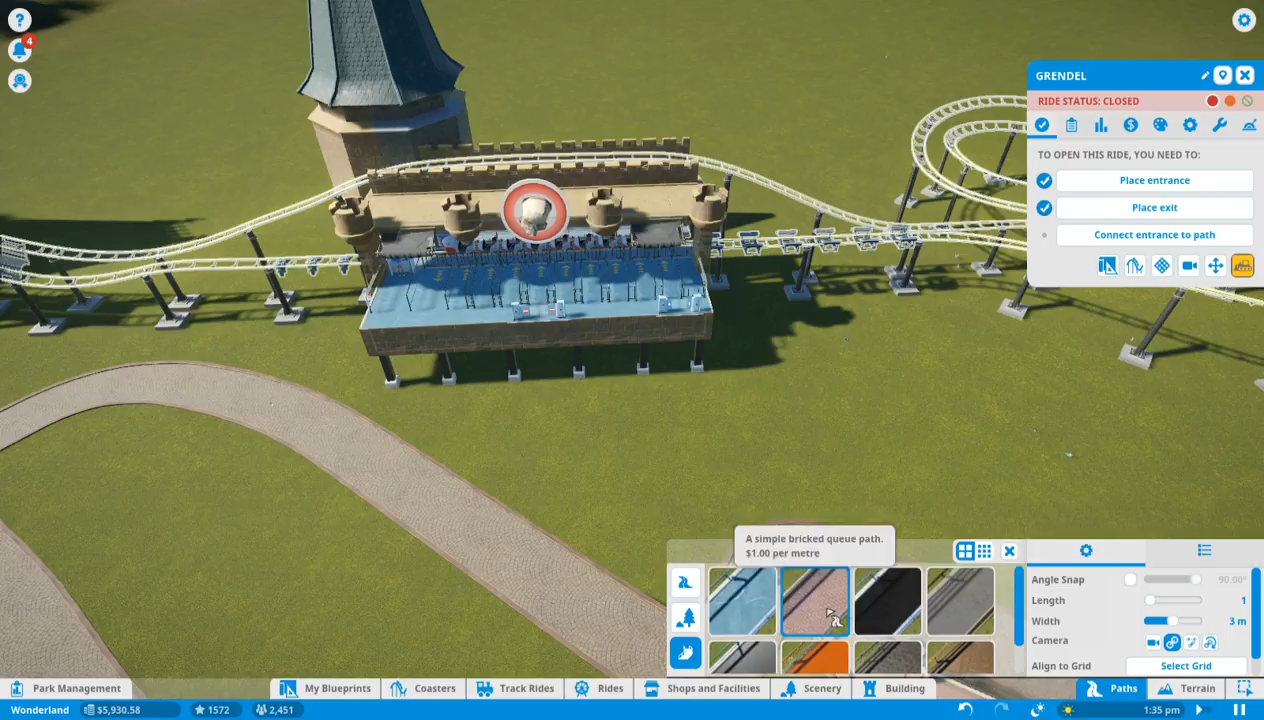 ?
4
GRENDEL
RIDE STATUS: CLOSED
TO OPEN THIS RIDE, YOU NEED TO:
Place entrance
Place exit
Connect entrance to path
A simple bricked queue path.
$1.00 per metre
Angle Snap 90.00°
Length 1
Width 3 m
Camera
Align to Grid Select Grid
Park Management My Blueprints Coasters Track Rides Rides Shops and Facilities Scenery Building Paths Terrain
Wonderland $5,930.58 1572 2,451 1:35 pm